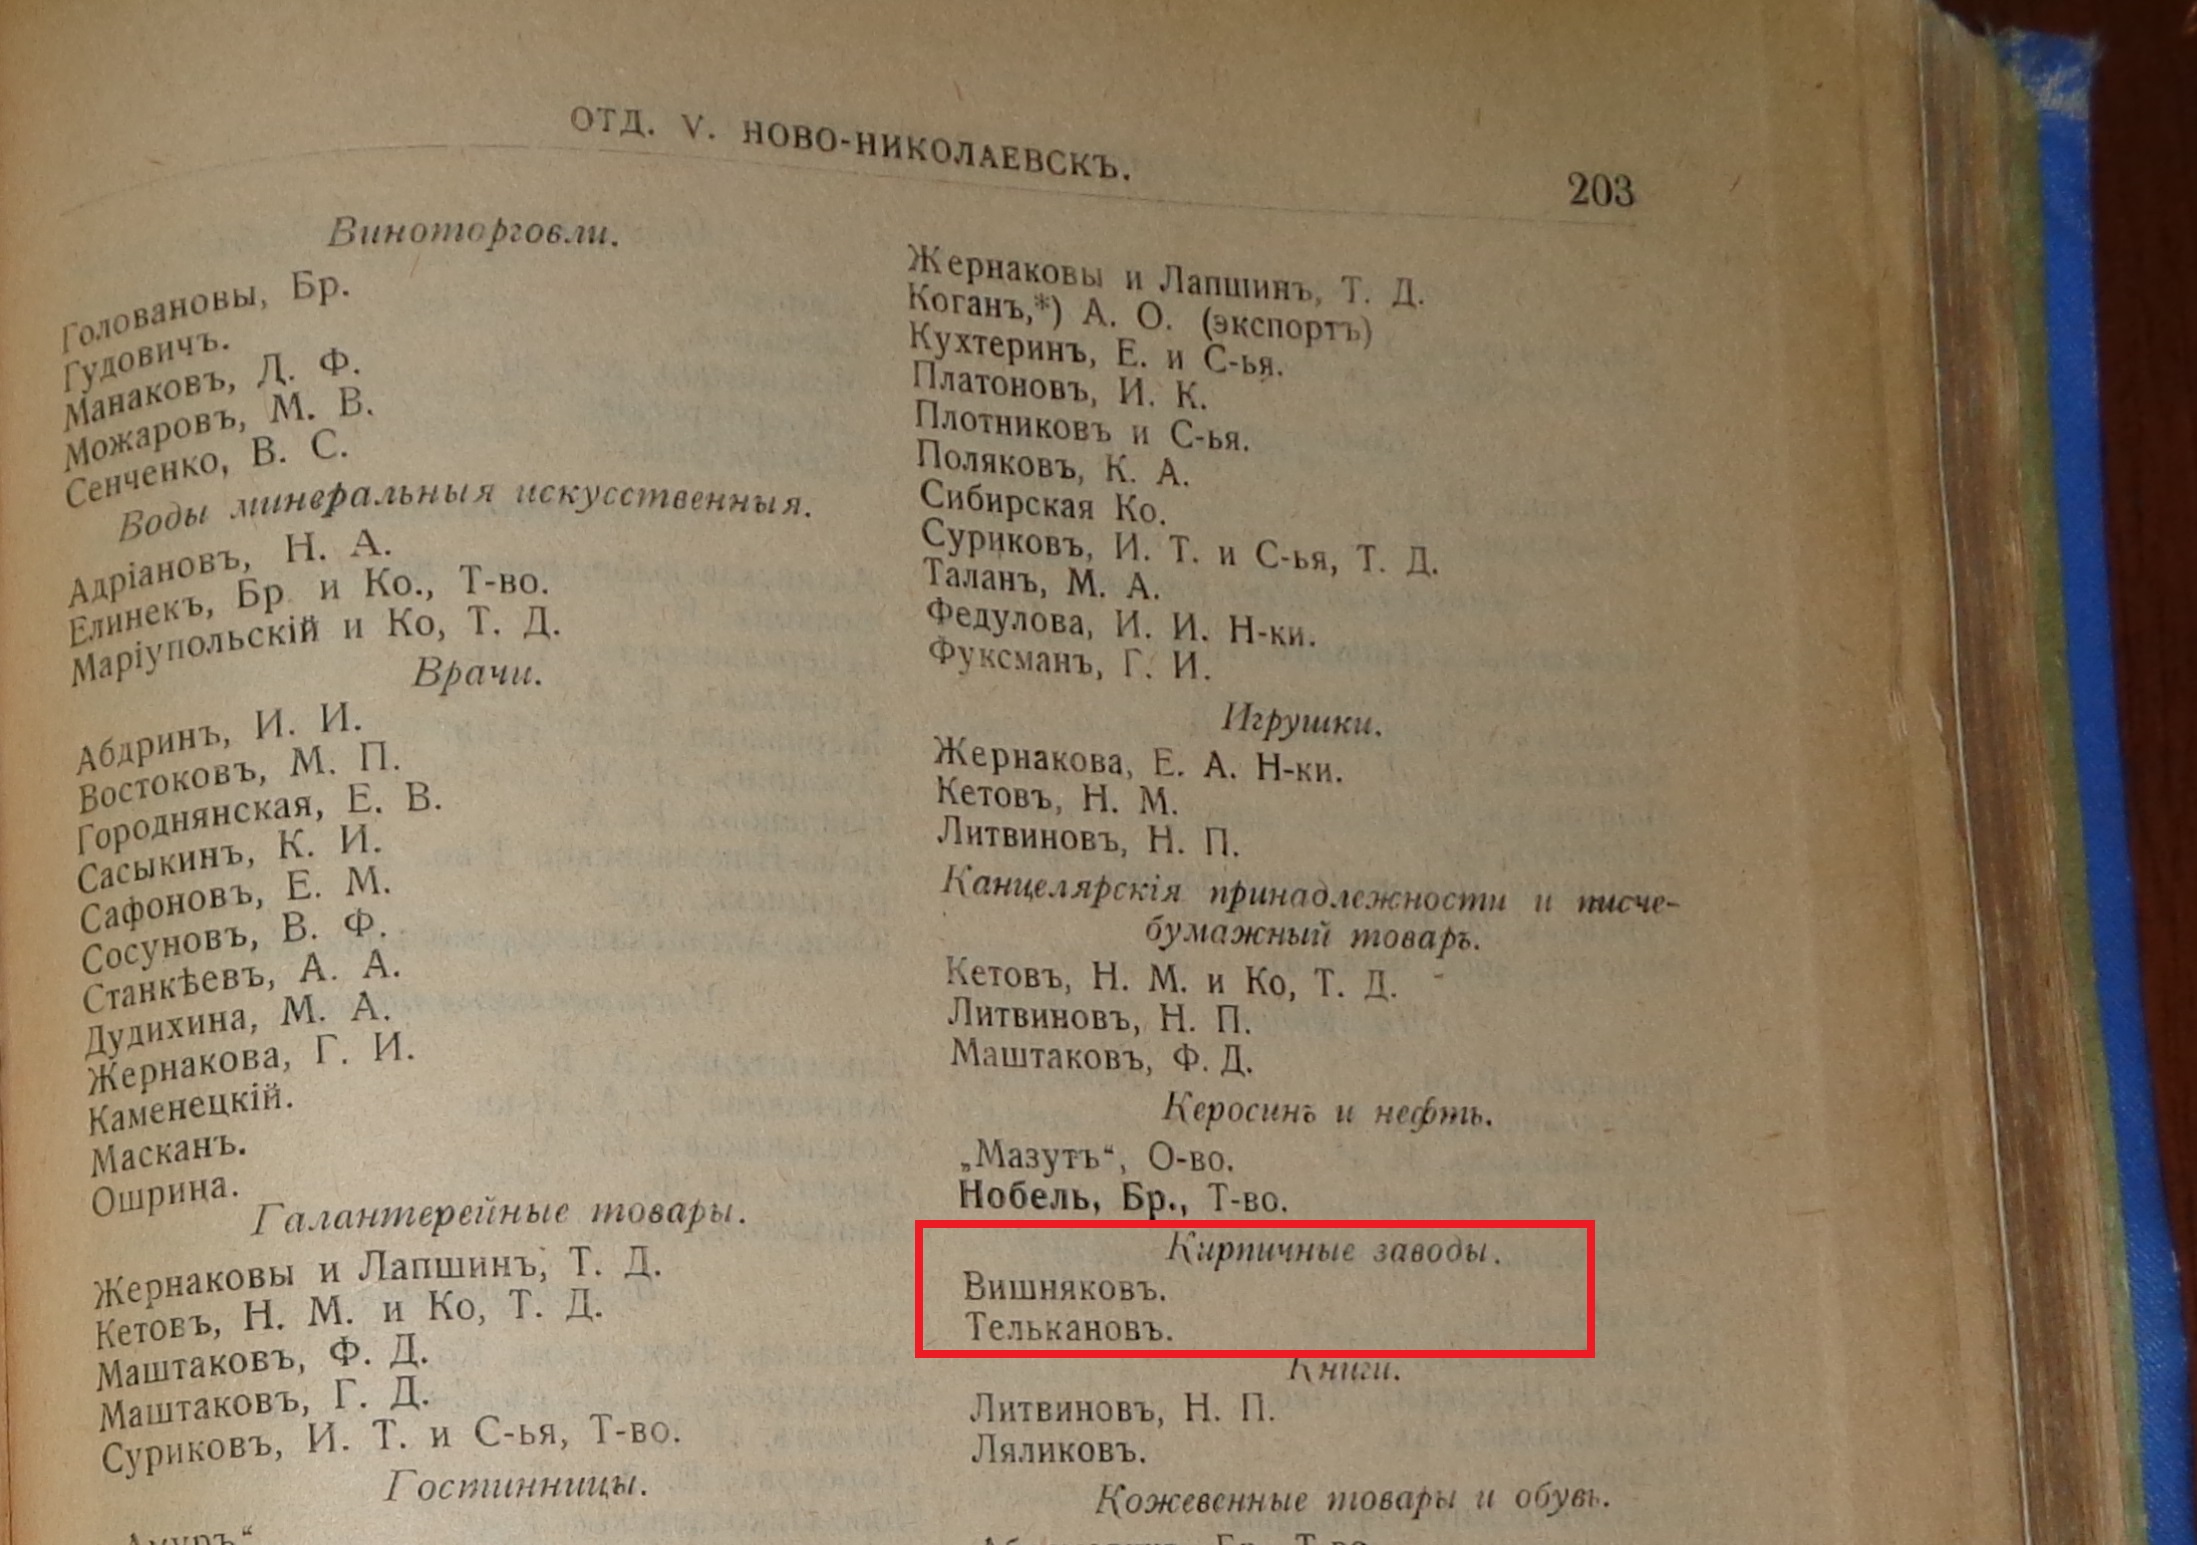 ОТД. V. НОВО-НИКОЛАЕВСКЪ.
203
Виноторговли.
Головановы, Бр.
Гудовичъ.
Манаковъ, Д. Ф.
Можаровъ, М. В.
Сенченко, В. С.
Воды минеральныя искусственныя.
Адріановъ, Н. А.
Елинекъ, Бр. и Ко., Т-во.
Маріупольскій и Ко, Т. Д.
Врачи.
Абдринъ, И. И.
Востоковъ, М. П.
Городнянская, Е. В.
Сасыкинъ, К. И.
Сафоновъ, Е. М.
Сосуновъ, В. Ф.
Станкѣевъ, А. А.
Дудихина, М. А.
Жернакова, Г. И.
Каменецкій.
Масканъ.
Ошрина.
Галантерейные товары.
Жернаковы и Лапшинъ, Т. Д.
Кетовъ, Н. М. и Ко, Т. Д.
Маштаковъ, Ф. Д.
Маштаковъ, Г. Д.
Суриковъ, И. Т. и С-ья, Т-во.
Гостинницы.
Жернаковы и Лапшинъ, Т. Д.
Коганъ,*) А. О. (экспортъ)
Кухтеринъ, Е. и С-ья.
Платоновъ, И. К.
Плотниковъ и С-ья.
Поляковъ, К. А.
Сибирская Ко.
Суриковъ, И. Т. и С-ья, Т. Д.
Таланъ, М. А.
Федулова, И. И. Н-ки.
Фуксманъ, Г. И.
Игрушки.
Жернакова, Е. А. Н-ки.
Кетовъ, Н. М.
Литвиновъ, Н. П.
Канцелярскія принадлежности и писче-
бумажный товаръ.
Кетовъ, Н. М. и Ко, Т. Д.
Литвиновъ, Н. П.
Маштаковъ, Ф. Д.
Керосинъ и нефть.
„Мазутъ“, О-во.
Нобель, Бр., Т-во.
Кирпичные заводы.
Вишняковъ.
Телькановъ.
Книги.
Литвиновъ, Н. П.
Ляликовъ.
Кожевенные товары и обувь.